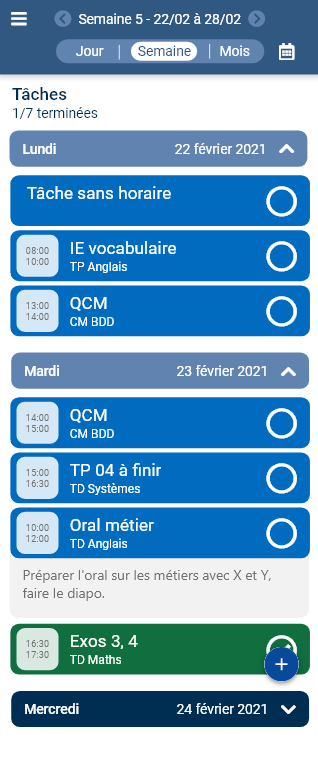 Semaine 5 - 22/02 à 28/02
Jour | Semaine | Mois
Tâches
1/7 terminées
Lundi 22 février 2021
Tâche sans horaire
08:00
10:00
IE vocabulaire
TP Anglais
13:00
14:00
QCM
CM BDD
Mardi 23 février 2021
14:00
15:00
QCM
CM BDD
15:00
16:30
TP 04 à finir
TD Systèmes
10:00
12:00
Oral métier
TD Anglais
Préparer l'oral sur les métiers avec X et Y,
faire le diapo.
16:30
17:30
Exos 3, 4
TD Maths
+
Mercredi 24 février 2021